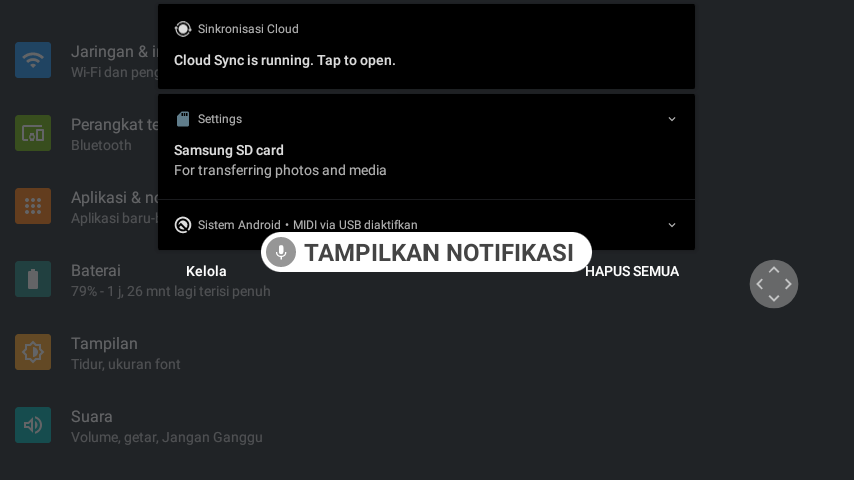 Sinkronisasi Cloud
Cloud Sync is running. Tap to open.
Settings
Samsung SD card
For transferring photos and media
Sistem Android • MIDI via USB diaktifkan
TAMPILKAN NOTIFIKASI
Kelola
HAPUS SEMUA
Jaringan & i
Wi-Fi dan peng
Perangkat te
Bluetooth
Aplikasi & no
Aplikasi baru-b
Baterai
79% - 1 j, 26 mnt lagi terisi penuh
Tampilan
Tidur, ukuran font
Suara
Volume, getar, Jangan Ganggu